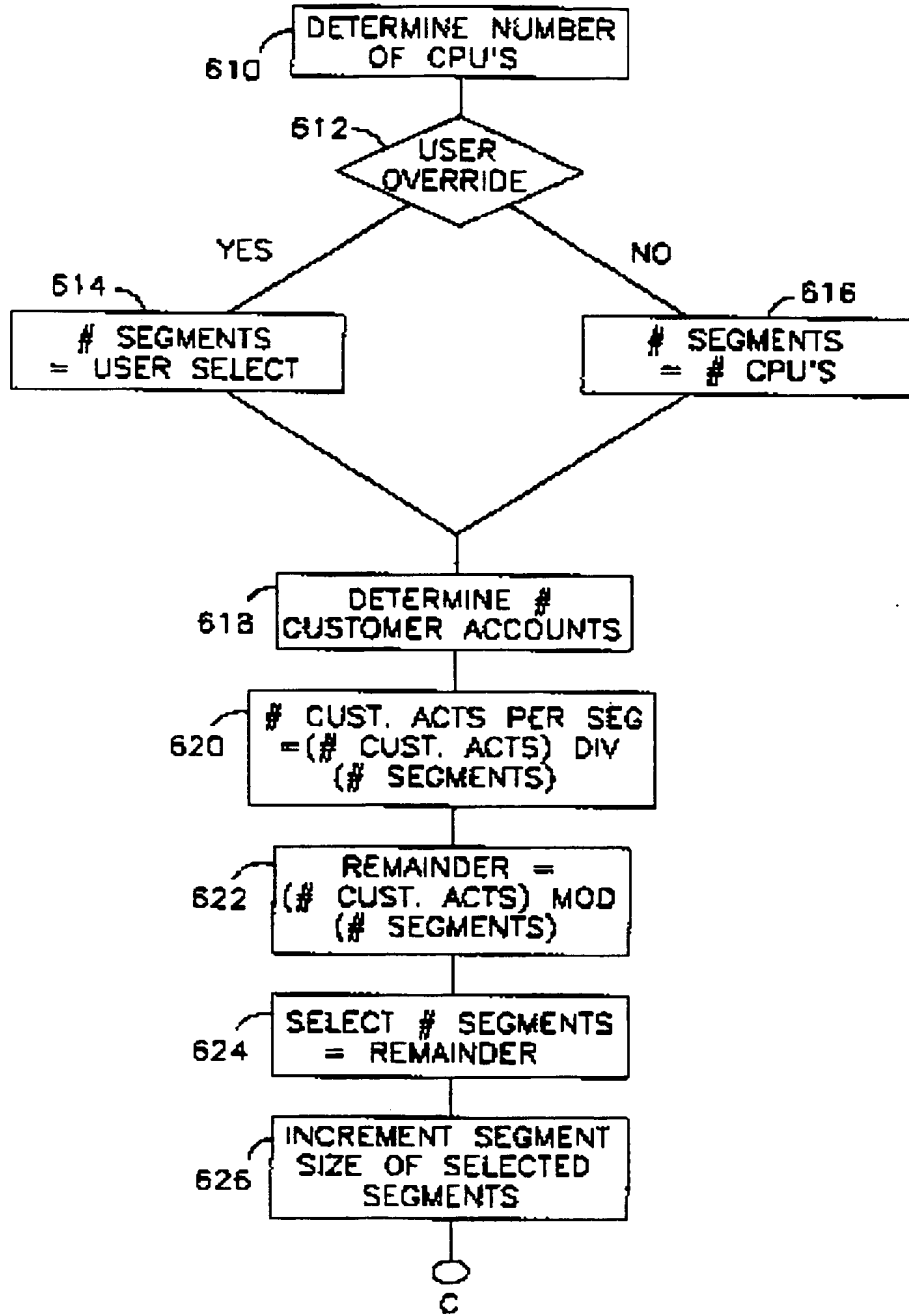 DETERMINE NUMBER
OF CPU'S
610
612
USER
OVERRIDE
YES
NO
614
616
# SEGMENTS
= USER SELECT
# SEGMENTS
= # CPU'S
DETERMINE #
CUSTOMER ACCOUNTS
618
# CUST. ACTS PER SEG
=(# CUST. ACTS) DIV
(# SEGMENTS)
620
REMAINDER =
(# CUST. ACTS) MOD
(# SEGMENTS)
622
SELECT # SEGMENTS
= REMAINDER
624
INCREMENT SEGMENT
SIZE OF SELECTED
SEGMENTS
626
C